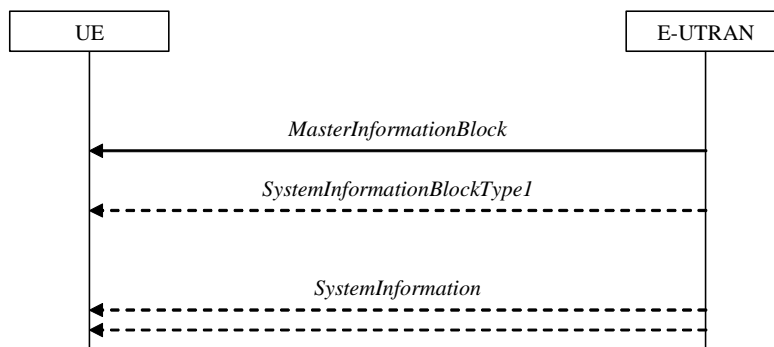 UE
E-UTRAN
MasterInformationBlock
SystemInformationBlockType1
SystemInformation